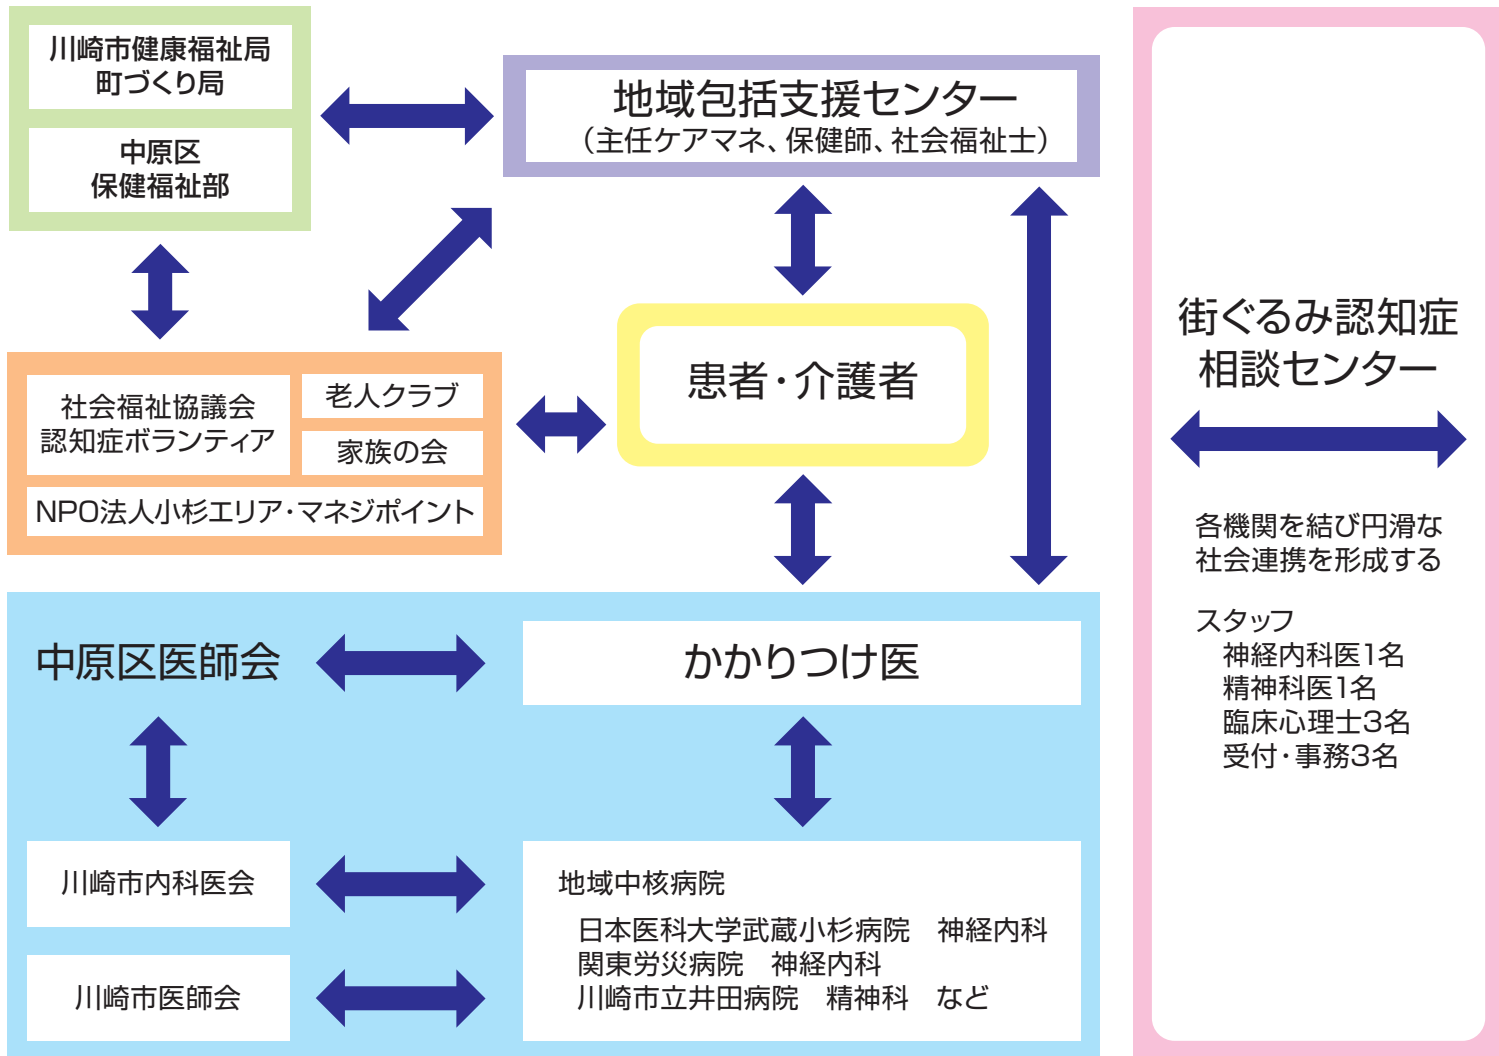 川崎市健康福祉局
町づくり局
中原区
保健福祉部
地域包括支援センター
（主任ケアマネ、保健師、社会福祉士）
社会福祉協議会
認知症ボランティア
老人クラブ
家族の会
NPO法人小杉エリア・マネジポイント
患者・介護者
中原区医師会
かかりつけ医
川崎市内科医会
川崎市医師会
地域中核病院
日本医科大学武蔵小杉病院　神経内科
関東労災病院　神経内科
川崎市立井田病院　精神科　など
街ぐるみ認知症
相談センター
各機関を結び円滑な
社会連携を形成する
スタッフ
神経内科医1名
精神科医1名
臨床心理士3名
受付・事務3名